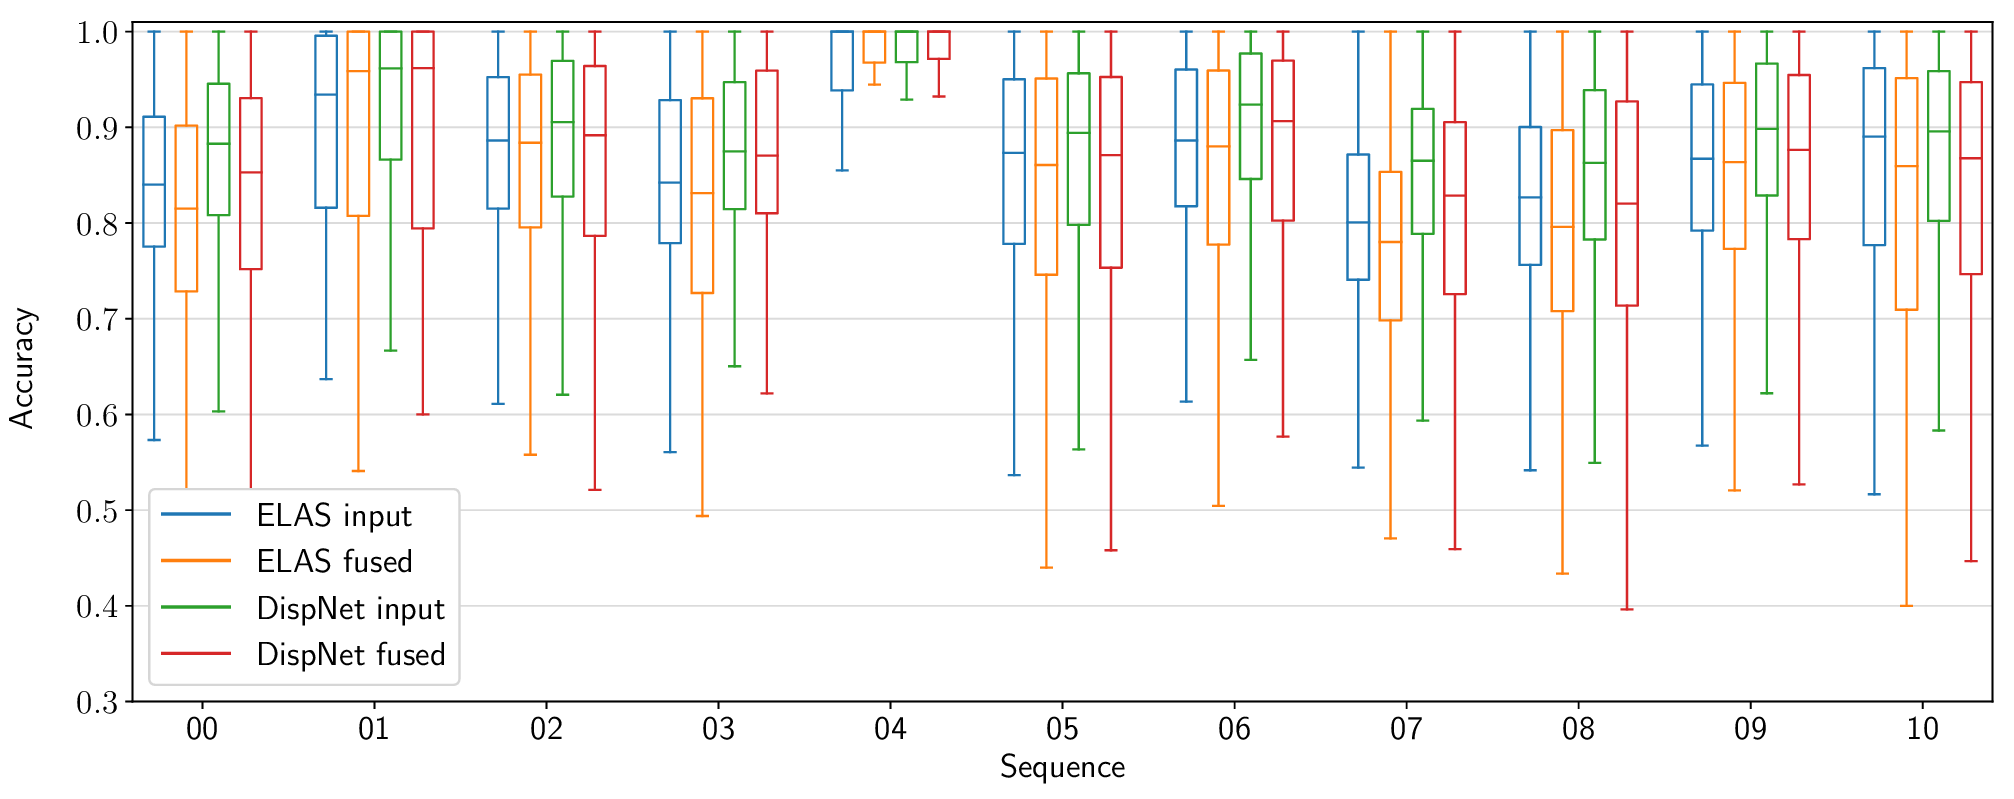 1.0
0.9
0.8
0.7
0.6
0.5
0.4
0.3
Accuracy
ELAS input
ELAS fused
DispNet input
DispNet fused
00 01 02 03 04 05 06 07 08 09 10
Sequence